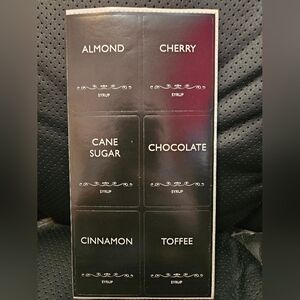 ALMOND
SYRUP
CHERRY
SYRUP
CANE
SUGAR
SYRUP
CHOCOLATE
SYRUP
CINNAMON
SYRUP
TOFFEE
SYRUP